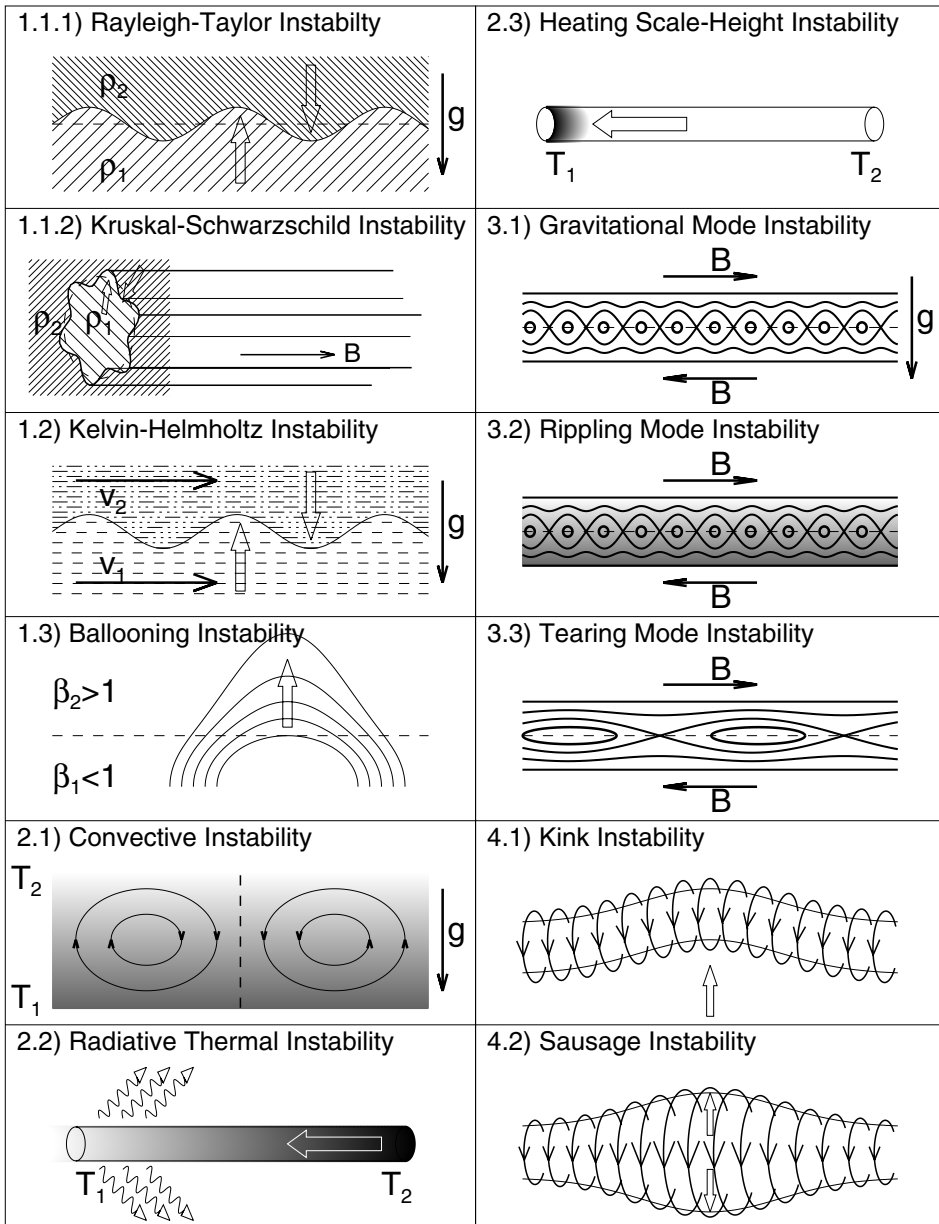 1.1.1) Rayleigh-Taylor Instabilty
ρ2
g
ρ1
1.1.2) Kruskal-Schwarzschild Instability
ρ2 ρ1
B
1.2) Kelvin-Helmholtz Instability
v2
g
v1
1.3) Ballooning Instability
β2>1
β1<1
2.1) Convective Instability
T2
g
T1
2.2) Radiative Thermal Instability
T1 T2
2.3) Heating Scale-Height Instability
T1 T2
3.1) Gravitational Mode Instability
B
g
B
3.2) Rippling Mode Instability
B
B
3.3) Tearing Mode Instability
B
B
4.1) Kink Instability
4.2) Sausage Instability